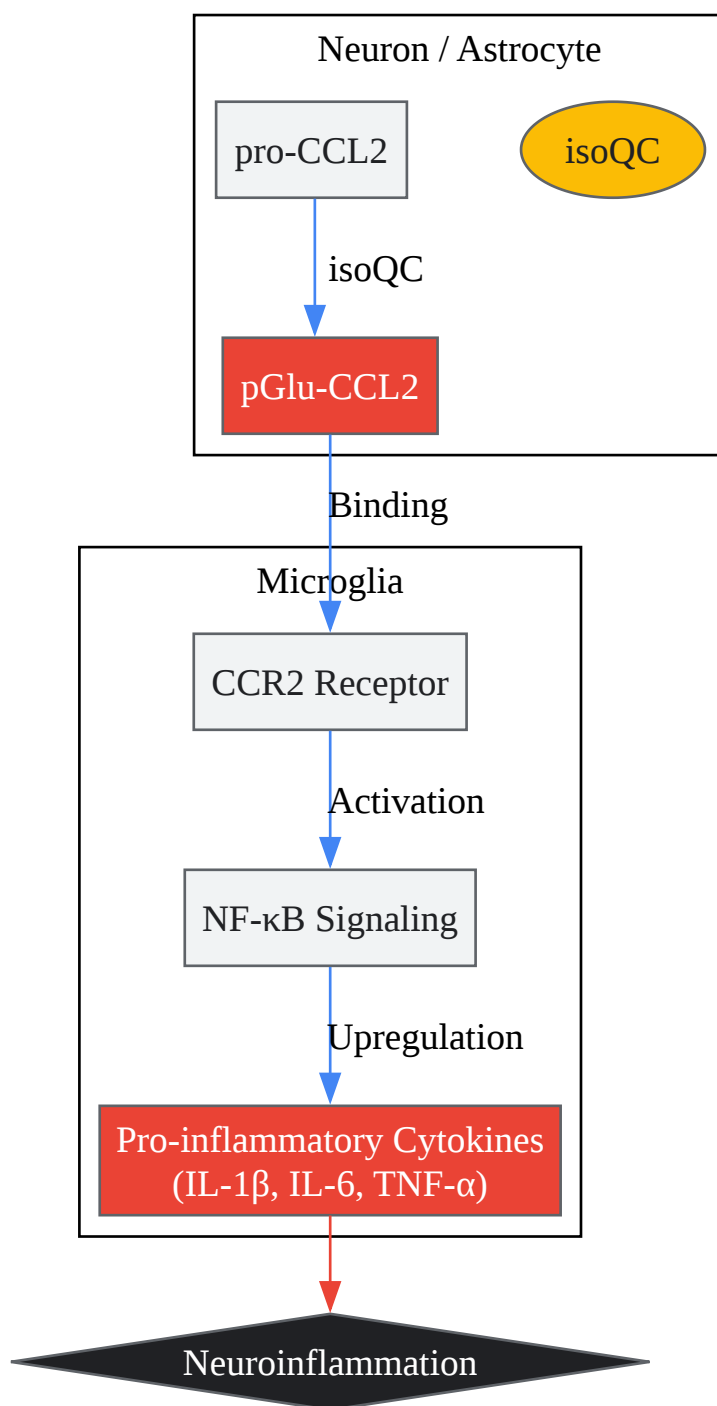 Neuron / Astrocyte
pro-CCL2
isoQC
isoQC
pGlu-CCL2
Binding
Microglia
CCR2 Receptor
Activation
NF-κB Signaling
Upregulation
Pro-inflammatory Cytokines
(IL-1β, IL-6, TNF-α)
Neuroinflammation